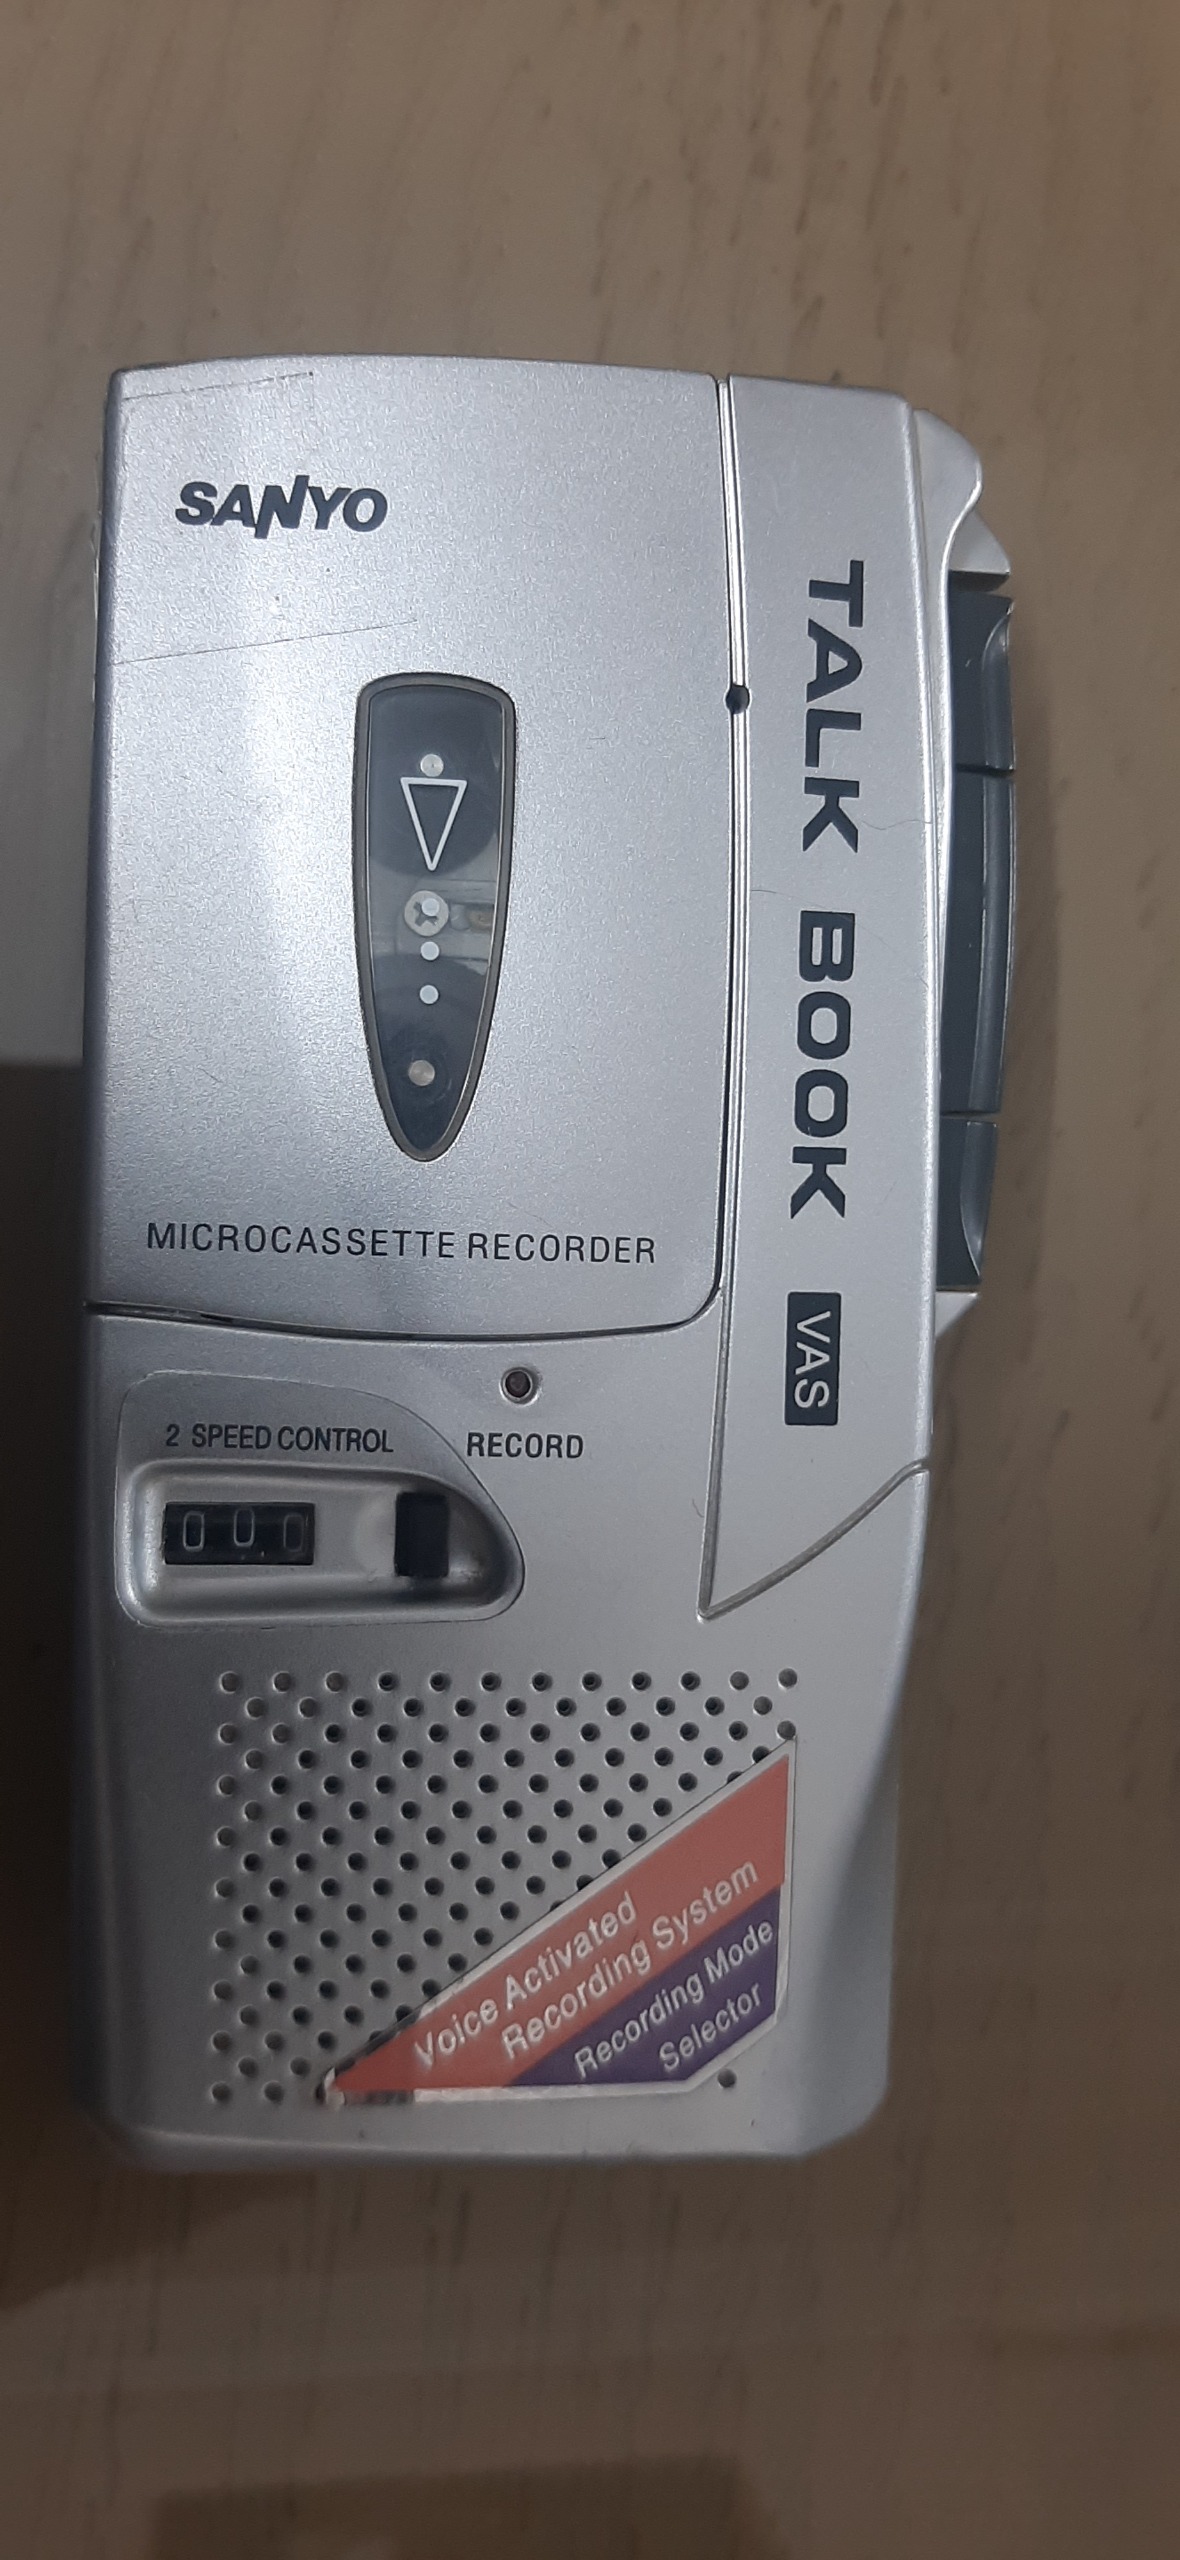 SANYO
TALK BOOK VAS
MICROCASSETTE RECORDER
2 SPEED CONTROL
RECORD
000
Voice Activated
Recording System
Recording Mode
Selector